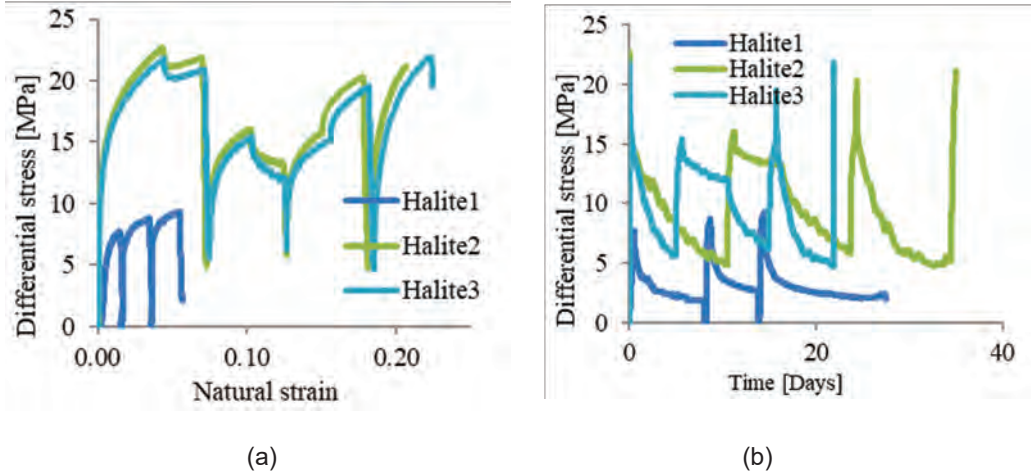 Differential stress [MPa]
25
20
15
10
5
0
Halite1
Halite2
Halite3
0.00 0.10 0.20
Natural strain
(a)
Differential stress [MPa]
25
20
15
10
5
0
Halite1
Halite2
Halite3
0 20 40
Time [Days]
(b)